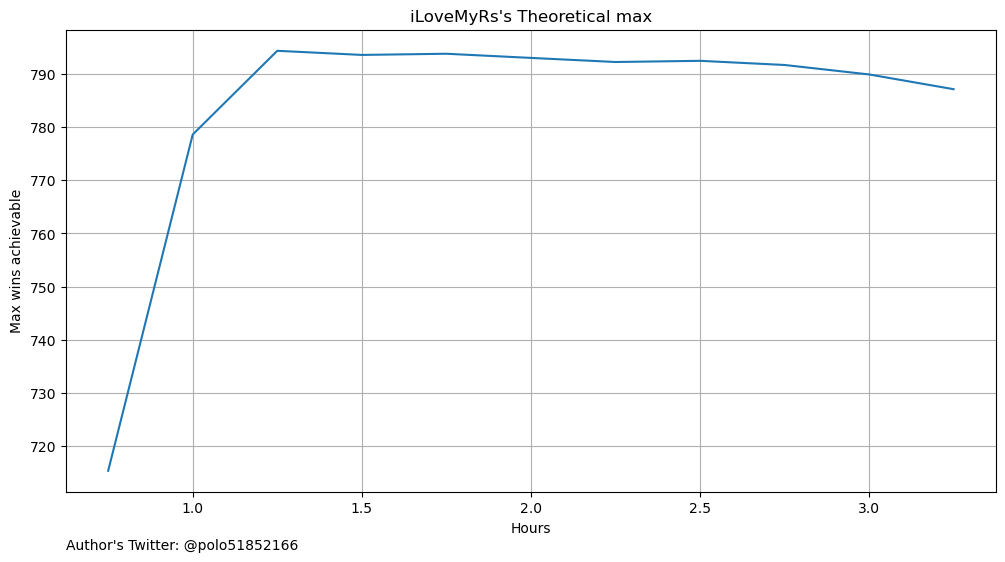 iLoveMyRs's Theoretical max
Max wins achievable
790
780
770
760
750
740
730
720
1.0 1.5 2.0 2.5 3.0
Hours
Author's Twitter: @polo51852166